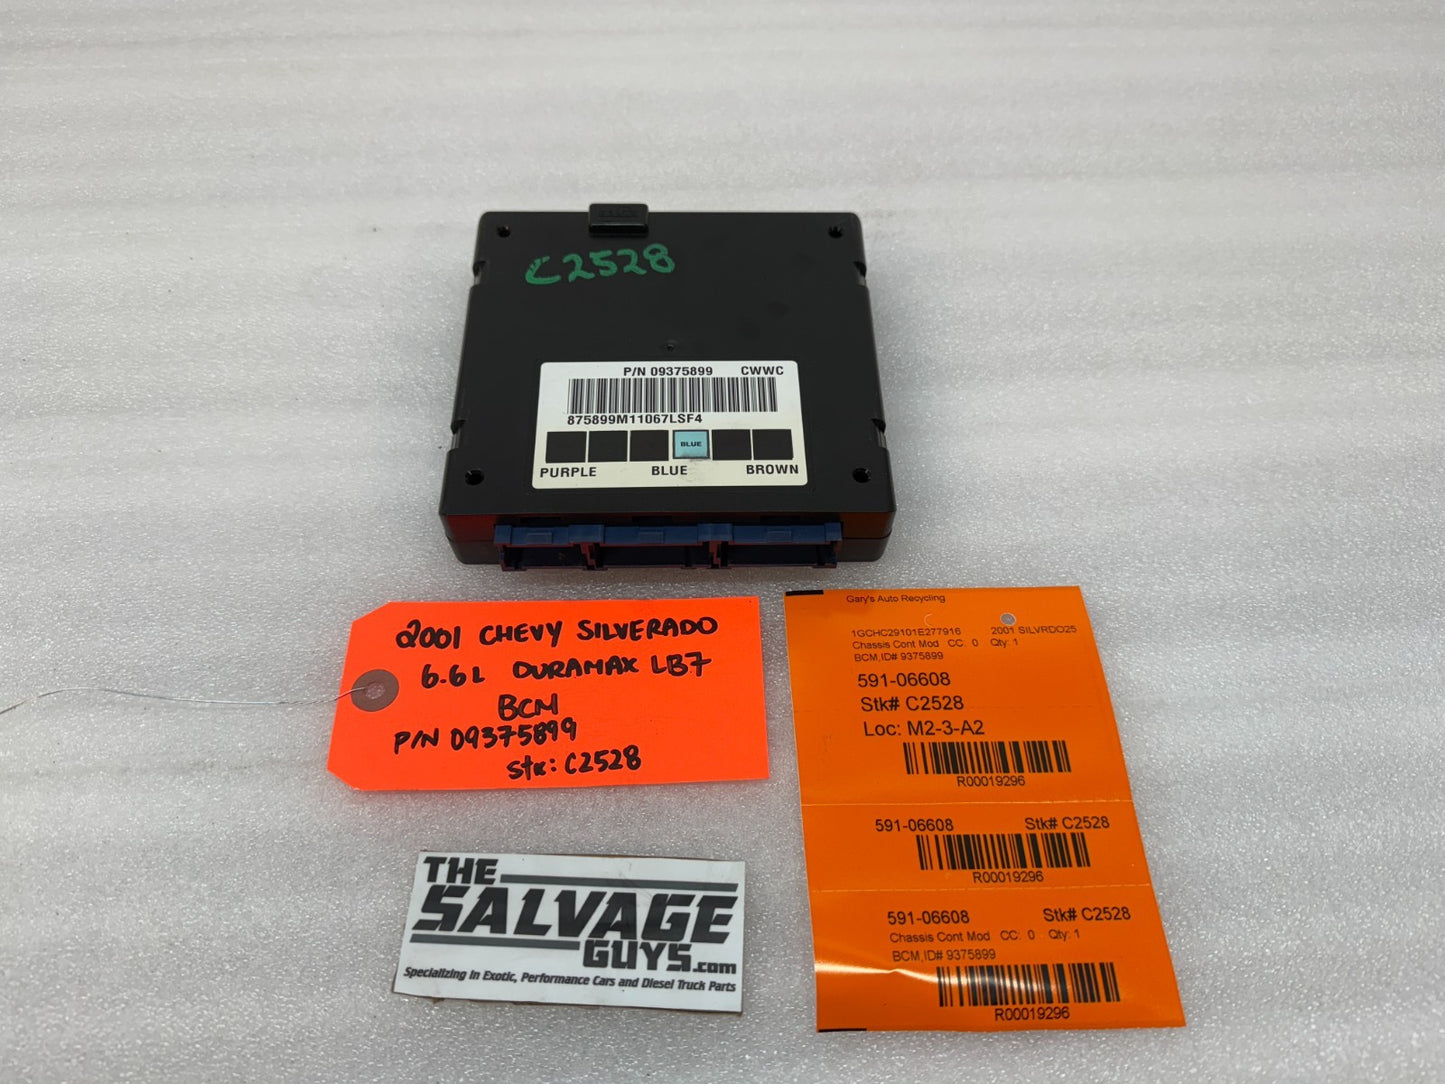 C2528
P/N 09375899 CWWC
875899M11067LSF4
BLUE
PURPLE BLUE BROWN
2001 CHEVY SILVERADO
6.6L DURAMAX LB7
BCM
P/N 09375899
STK: C2528
THE
SALVAGE
GUYS.com
Specializing in Exotic, Performance Cars and Diesel Truck Parts
Gary's Auto Recycling
1GCHC29101E277916 2001 SILVRDO25
Chassis Cont Mod CC: 0 Qty: 1
BCM,ID# 9375899
591-06608
Stk# C2528
Loc: M2-3-A2
R00019296
591-06608 Stk# C2528
R00019296
591-06608 Stk# C2528
Chassis Cont Mod CC: 0 Qty: 1
BCM,ID# 9375899
R00019296